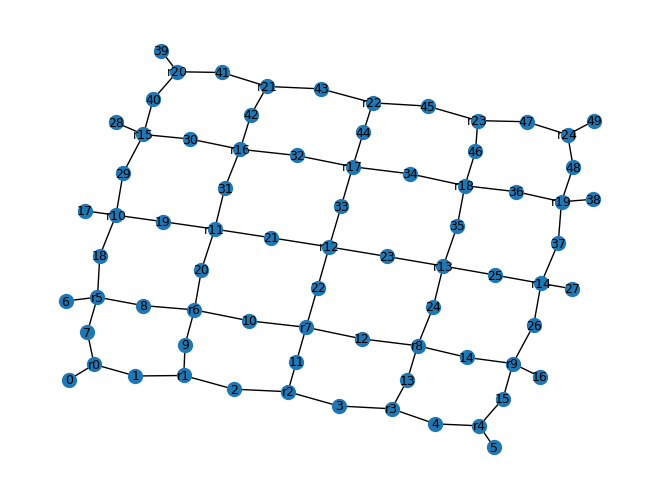 39
r20 41 r21 43 r22 45 r23 47 r24 49
40 42 44 46 48
28 r15 30 r16 32 r17 34 r18 36 r19 38
29 31 33 35 37
17 r10 19 r11 21 r12 23 r13 25 r14 27
18 20 22 24 26
6 r5 8 r6 10 r7 12 r8 14 r9 16
7 9 11 13 15
0 r0 1 r1 2 r2 3 r3 4 r4 5